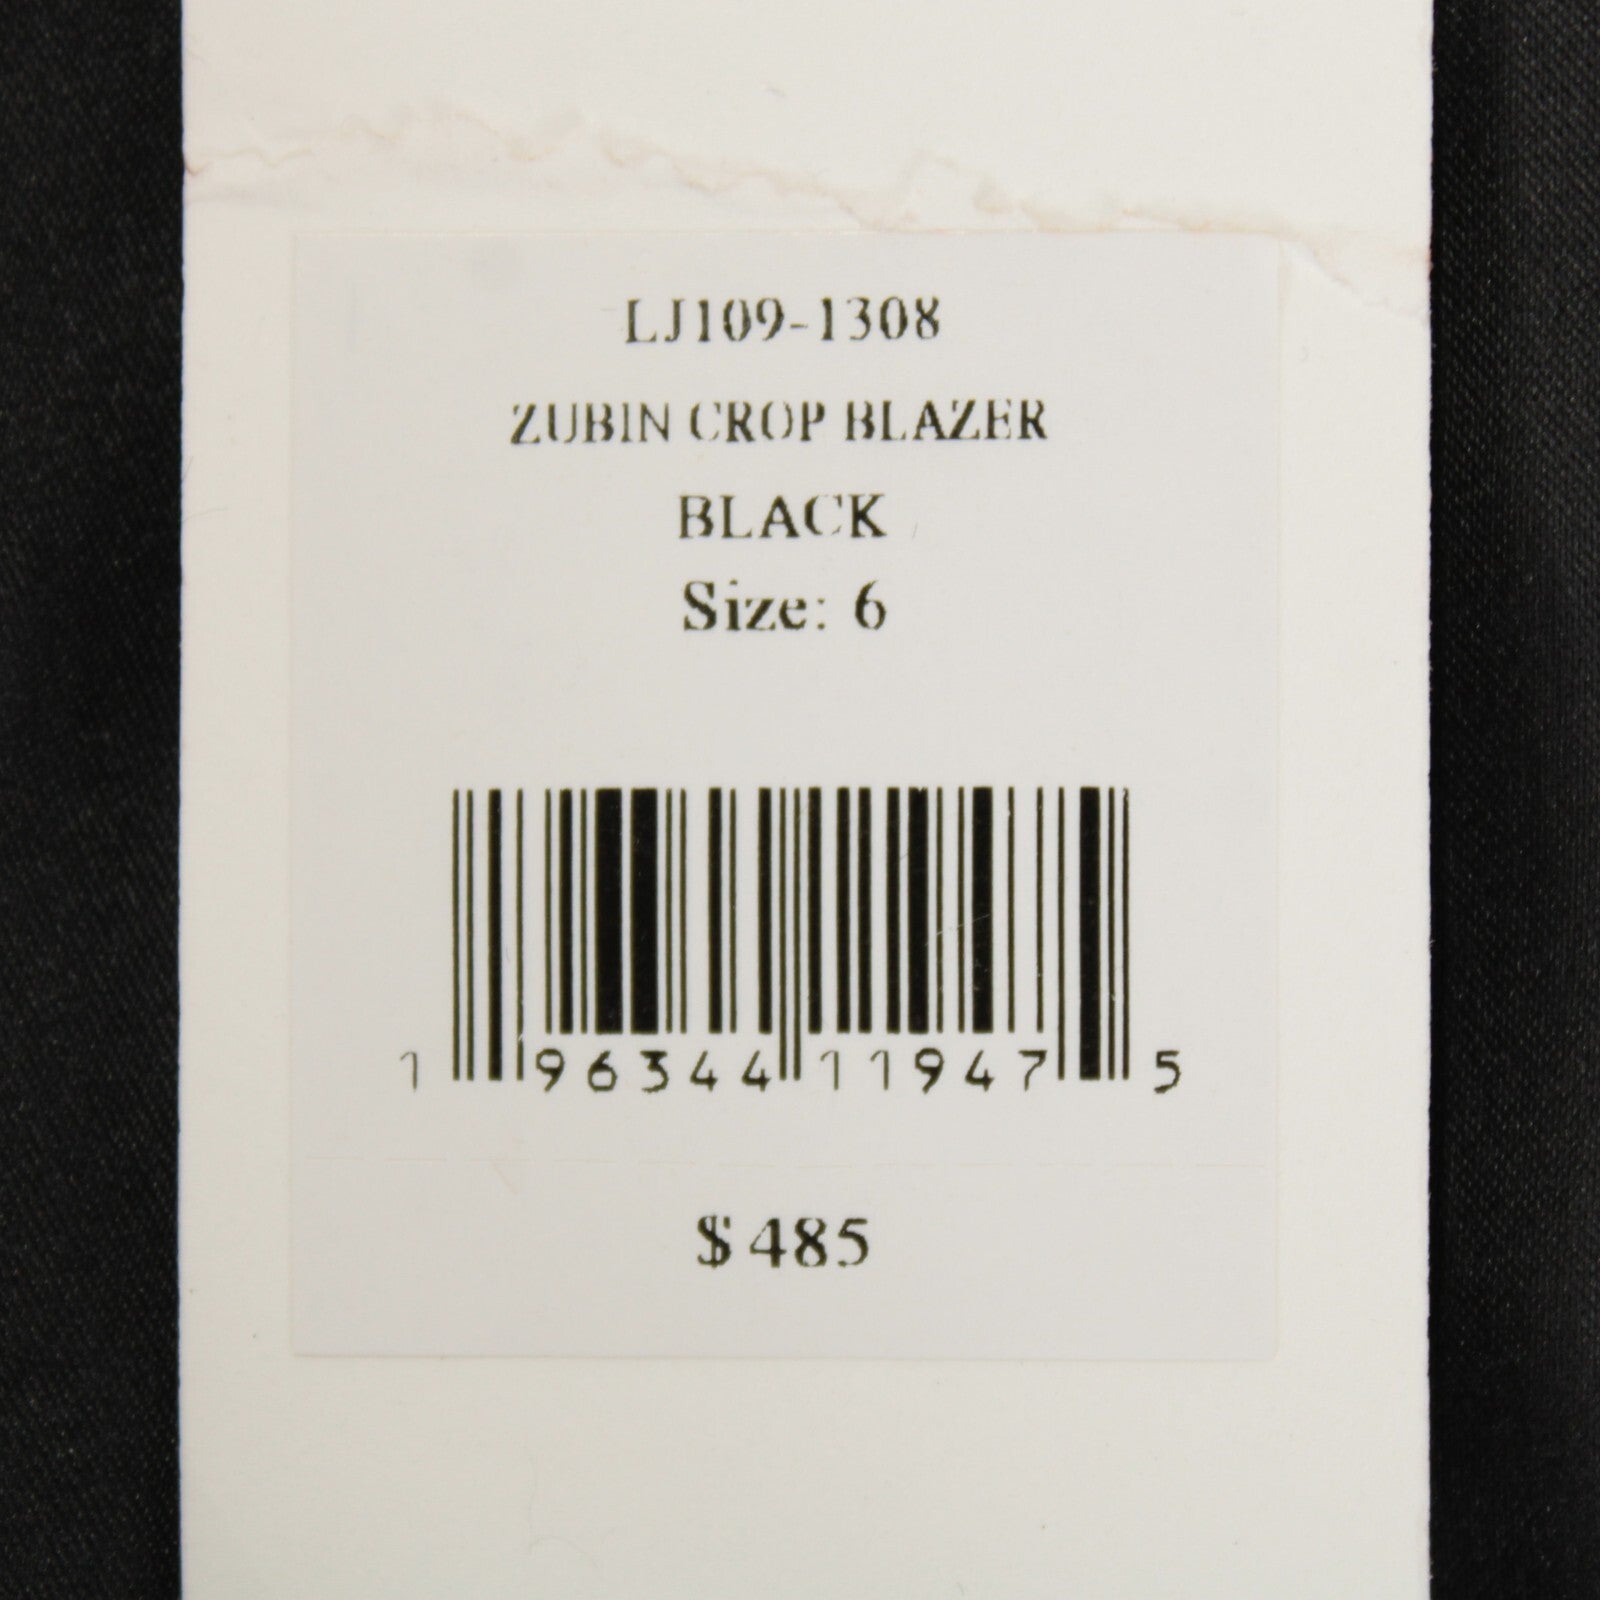 LJ109-1308
ZUBIN CROP BLAZER
BLACK
Size: 6
1 96344 11947 5
$ 485